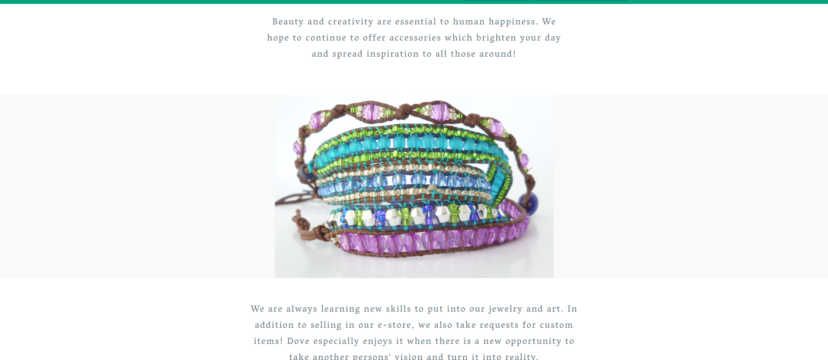 Beauty and creativity are essential to human happiness. We
hope to continue to offer accessories which brighten your day
and spread inspiration to all those around!
We are always learning new skills to put into our jewelry and art. In
addition to selling in our e-store, we also take requests for custom
items! Dove especially enjoys it when there is a new opportunity to
take another persons' vision and turn it into reality.